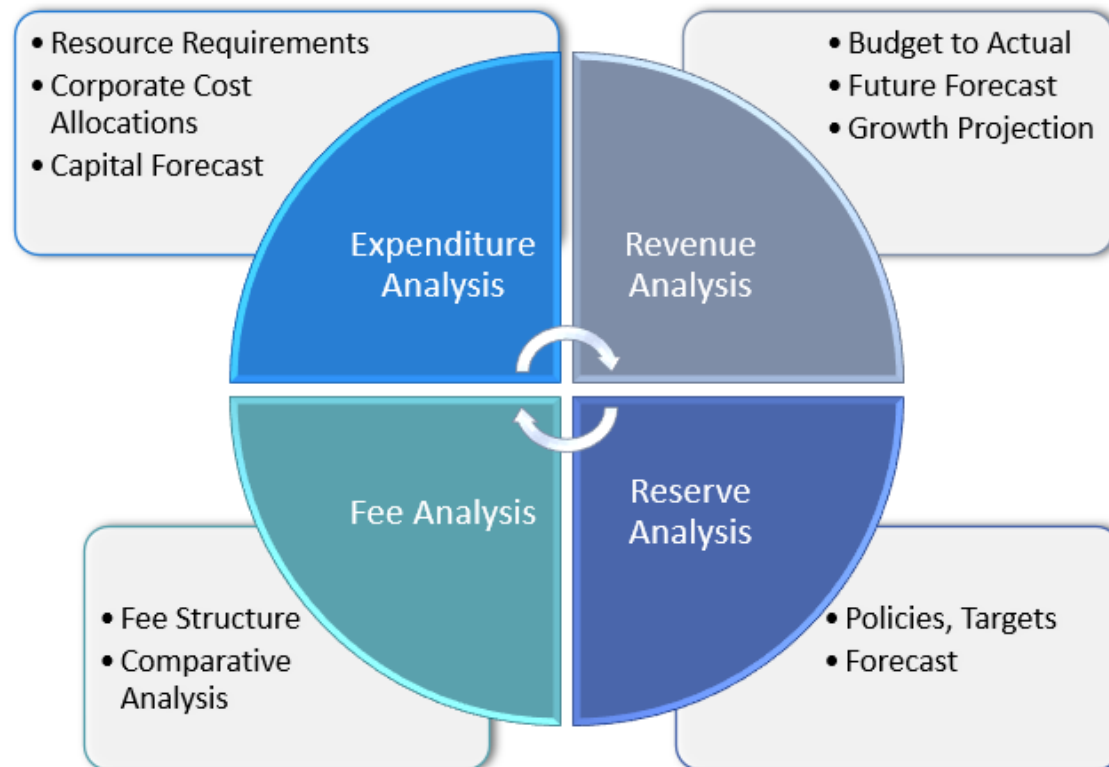 • Resource Requirements
• Corporate Cost
Allocations
• Capital Forecast
• Budget to Actual
• Future Forecast
• Growth Projection
Expenditure
Analysis
Revenue
Analysis
Fee Analysis
Reserve
Analysis
• Fee Structure
• Comparative
Analysis
• Policies, Targets
• Forecast